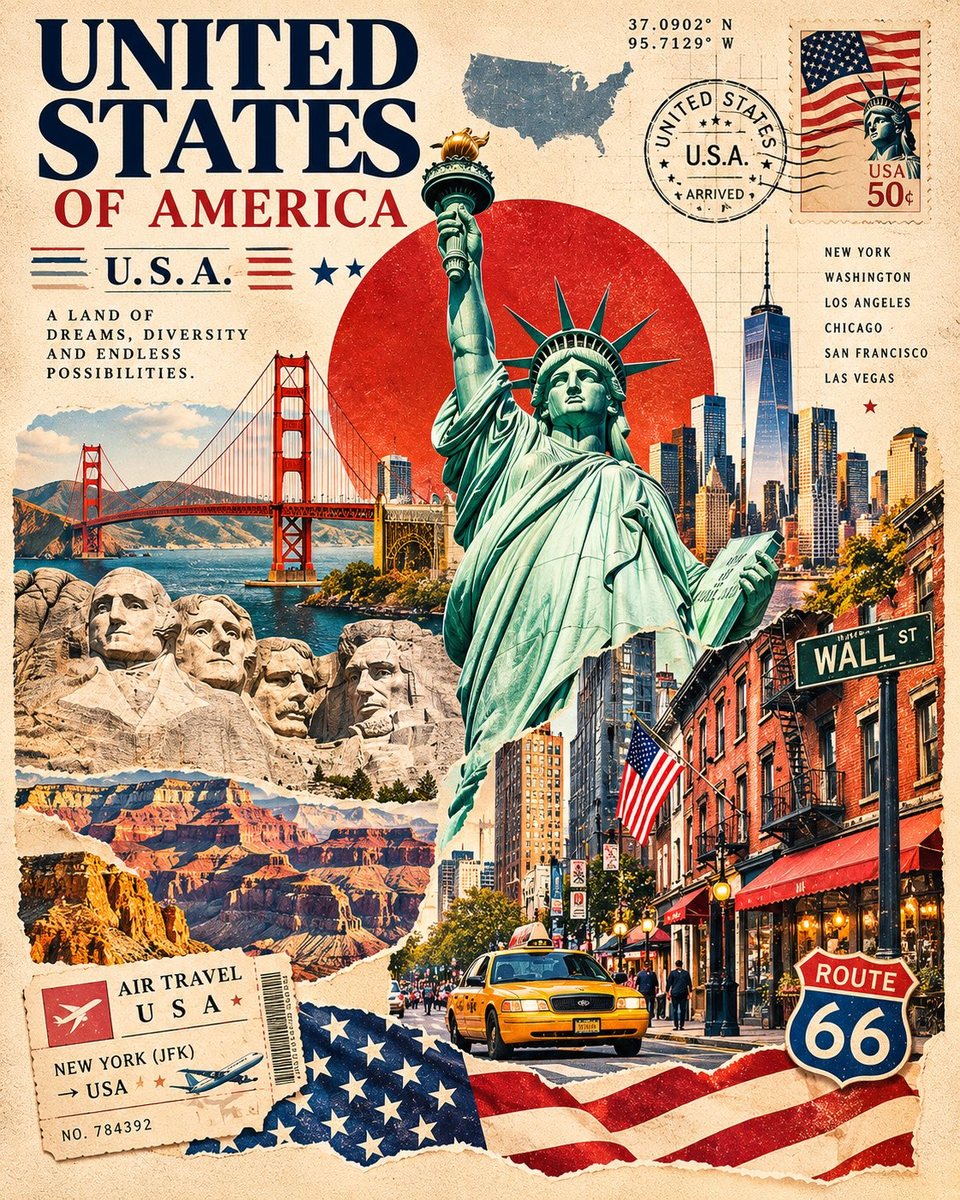 UNITED
STATES
OF AMERICA
U.S.A.
A LAND OF
DREAMS, DIVERSITY
AND ENDLESS
POSSIBILITIES.
37.0902° N
95.7129° W
UNITED STATES
U.S.A.
ARRIVED
USA
50¢
NEW YORK
WASHINGTON
LOS ANGELES
CHICAGO
SAN FRANCISCO
LAS VEGAS
WALL ST
ROUTE
66
AIR TRAVEL
USA
NEW YORK (JFK)
→ USA
NO. 784392